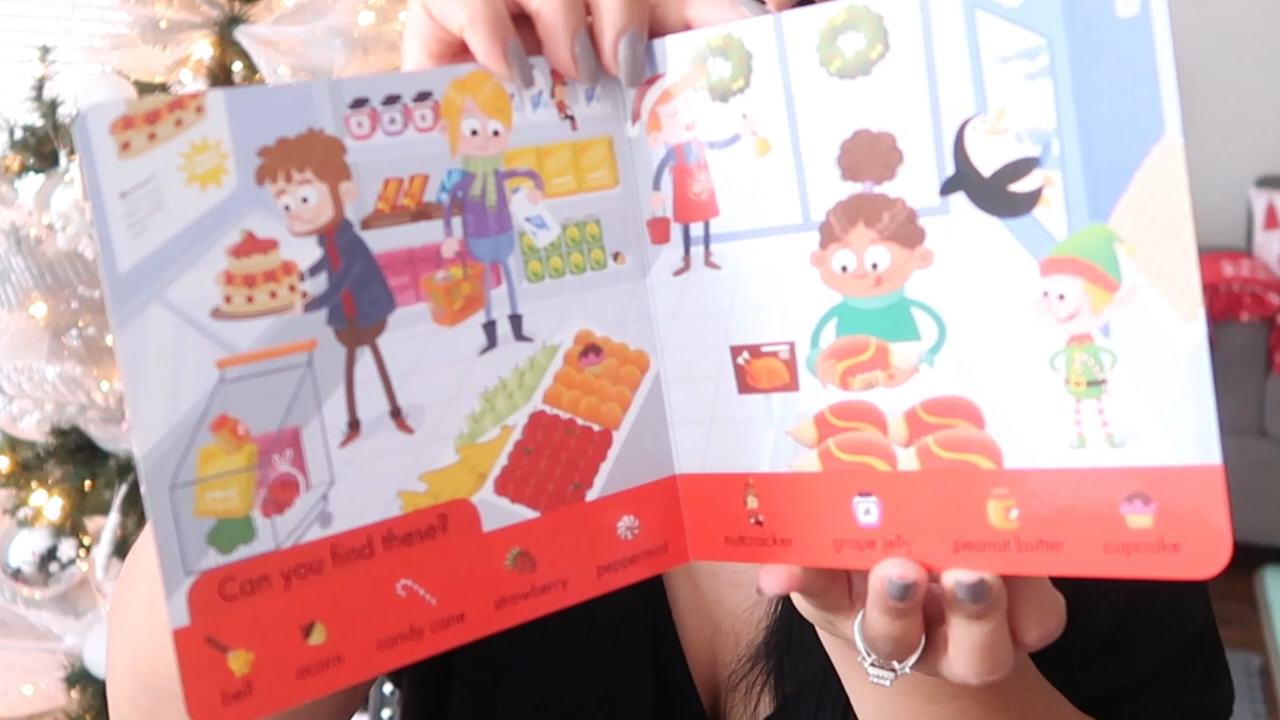 Can you find these?
bell
acorn
candy cane
strawberry
peppermint
nutcracker
grape jelly
peanut butter
cupcake